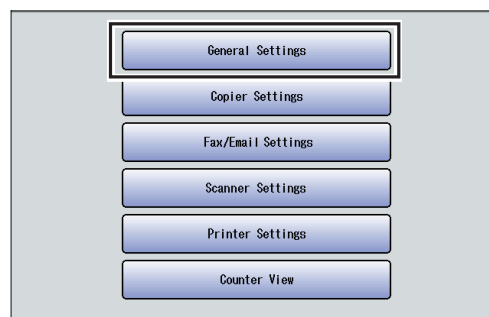 General Settings
Copier Settings
Fax/Email Settings
Scanner Settings
Printer Settings
Counter View